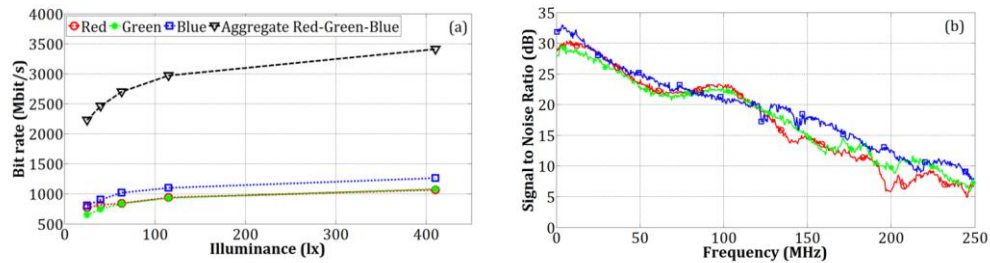 Red Green Blue Aggregate Red-Green-Blue (a)
4000
3500
3000
2500
2000
1500
1000
500
Bit rate (Mbit/s)
0 100 200 300 400
Illuminance (lx)
(b)
35
30
25
20
15
10
5
0
Signal to Noise Ratio (dB)
0 50 100 150 200 250
Frequency (MHz)